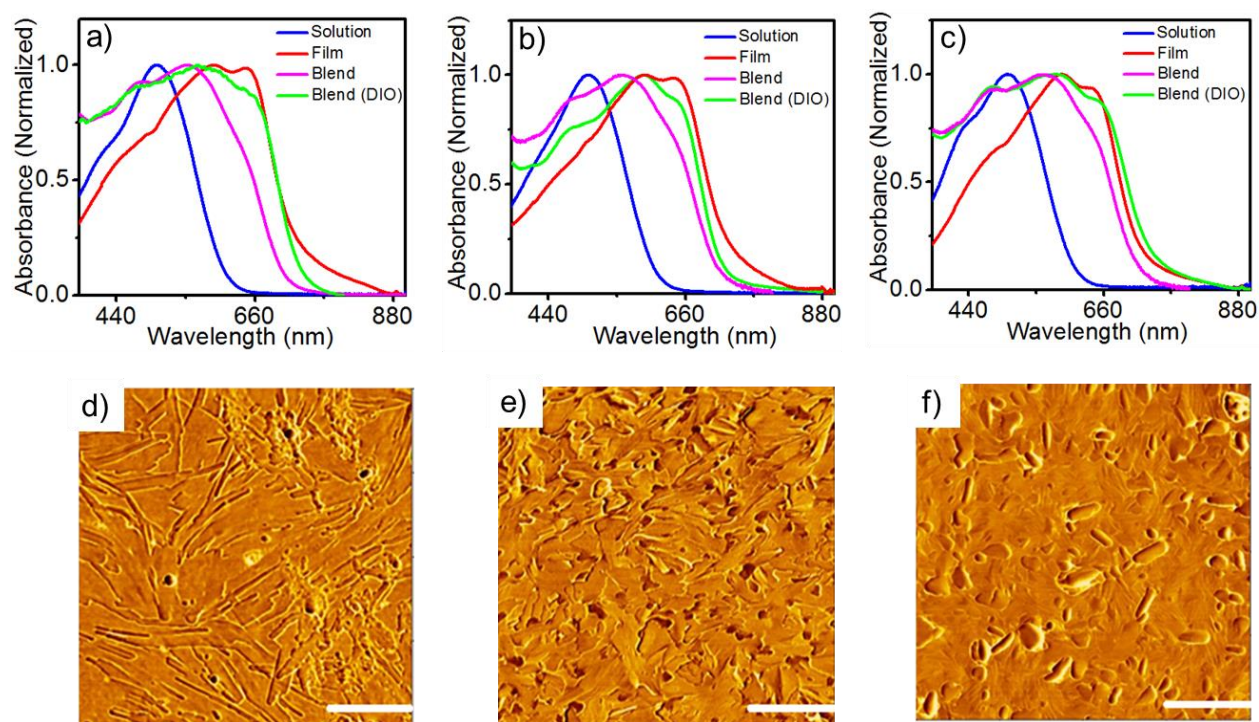 a)
Solution
Film
Blend
Blend (DIO)
1.0
0.5
0.0
Absorbance (Normalized)
440 660 880
Wavelength (nm)
b)
Solution
Film
Blend
Blend (DIO)
1.0
0.5
0.0
Absorbance (Normalized)
440 660 880
Wavelength (nm)
c)
Solution
Film
Blend
Blend (DIO)
1.0
0.5
0.0
Absorbance (Normalized)
440 660 880
Wavelength (nm)
d)
e)
f)